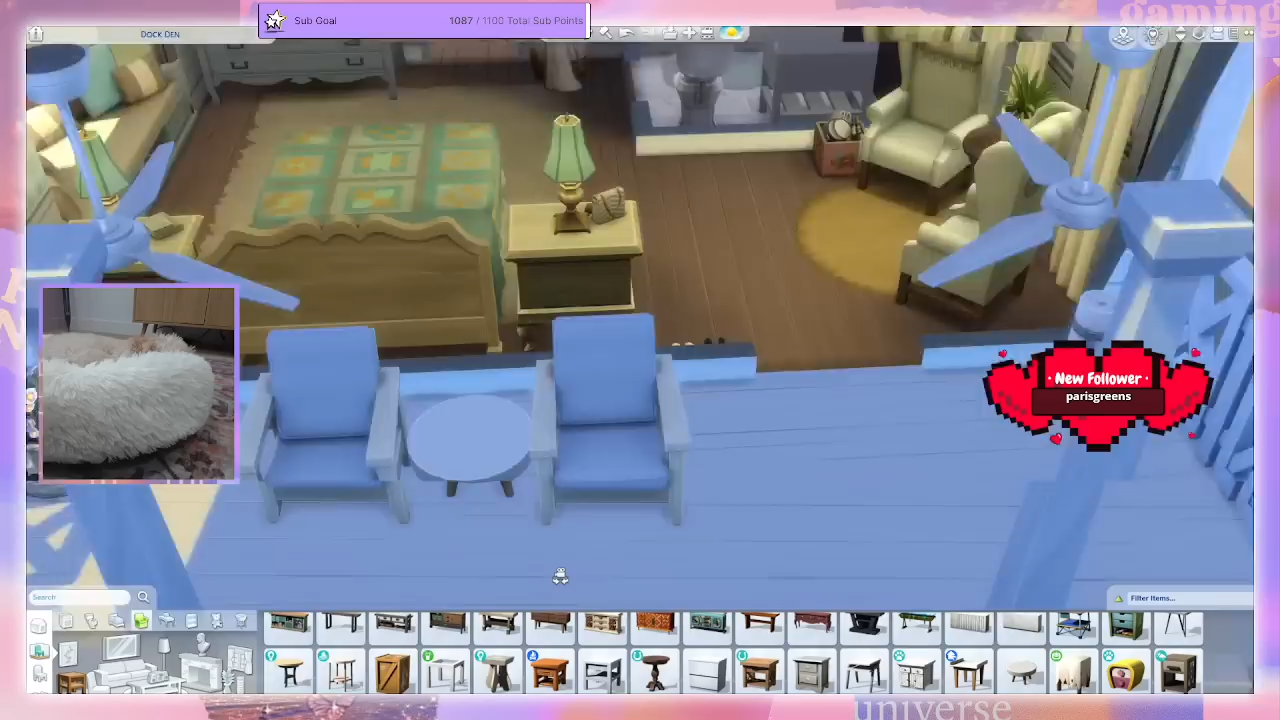 gaming
Sub Goal
1087 / 1100 Total Sub Points
DOCK DEN
· New Follower ·
parisgreens
Search
Filter Items...
universe